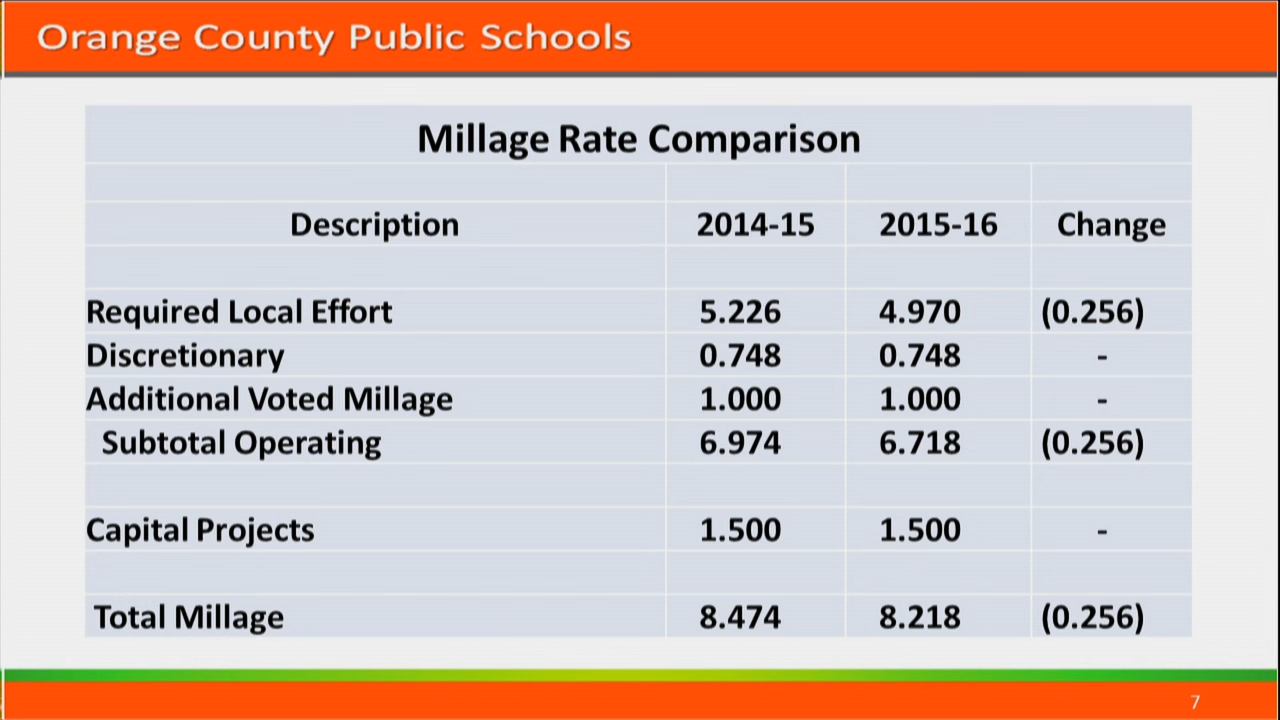 Orange County Public Schools
Millage Rate Comparison
Description 2014-15 2015-16 Change
Required Local Effort 5.226 4.970 (0.256)
Discretionary 0.748 0.748 -
Additional Voted Millage 1.000 1.000 -
Subtotal Operating 6.974 6.718 (0.256)
Capital Projects 1.500 1.500 -
Total Millage 8.474 8.218 (0.256)
7